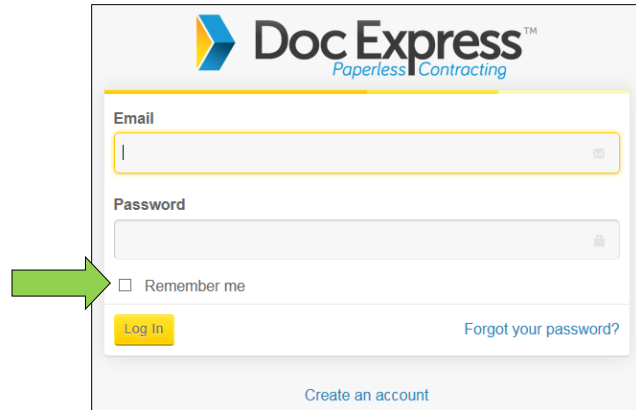 Doc Express™
Paperless Contracting
Email
Password
Remember me
Log In
Forgot your password?
Create an account